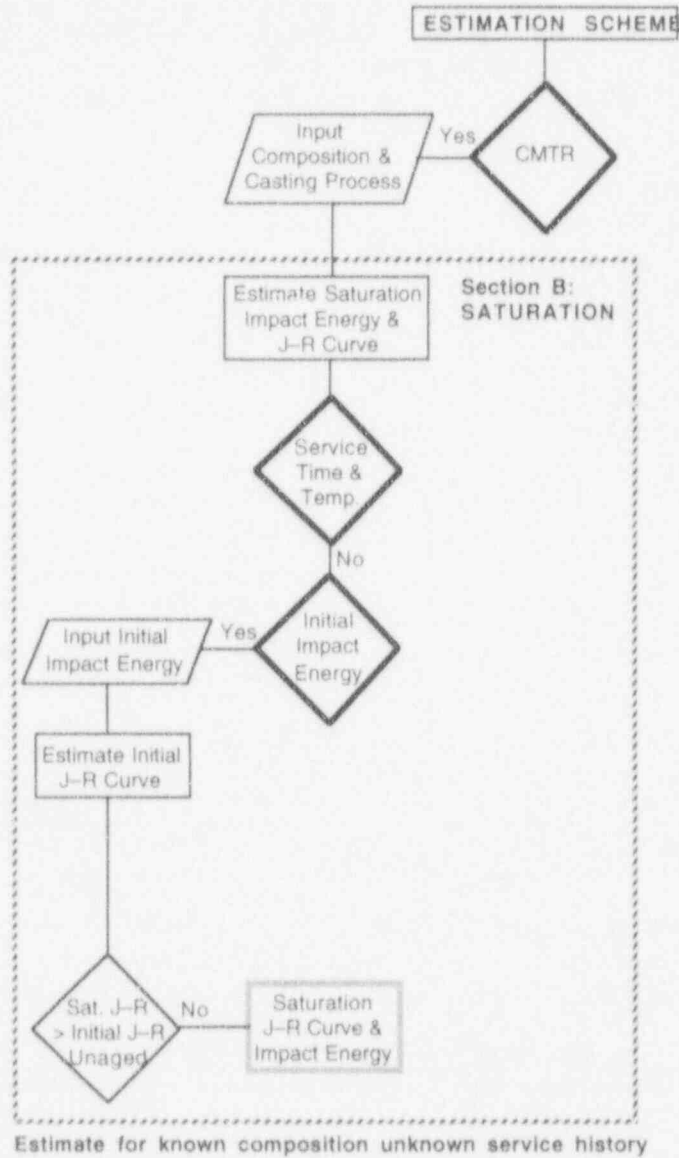 ESTIMATION SCHEME
CMTR
Yes
Input
Composition &
Casting Process
Section B:
SATURATION
Estimate Saturation
Impact Energy &
J–R Curve
Service
Time &
Temp.
No
Initial
Impact
Energy
Yes
Input Initial
Impact Energy
Estimate Initial
J–R Curve
Sat. J–R
> Initial J–R
Unaged
No
Saturation
J–R Curve &
Impact Energy
Estimate for known composition unknown service history